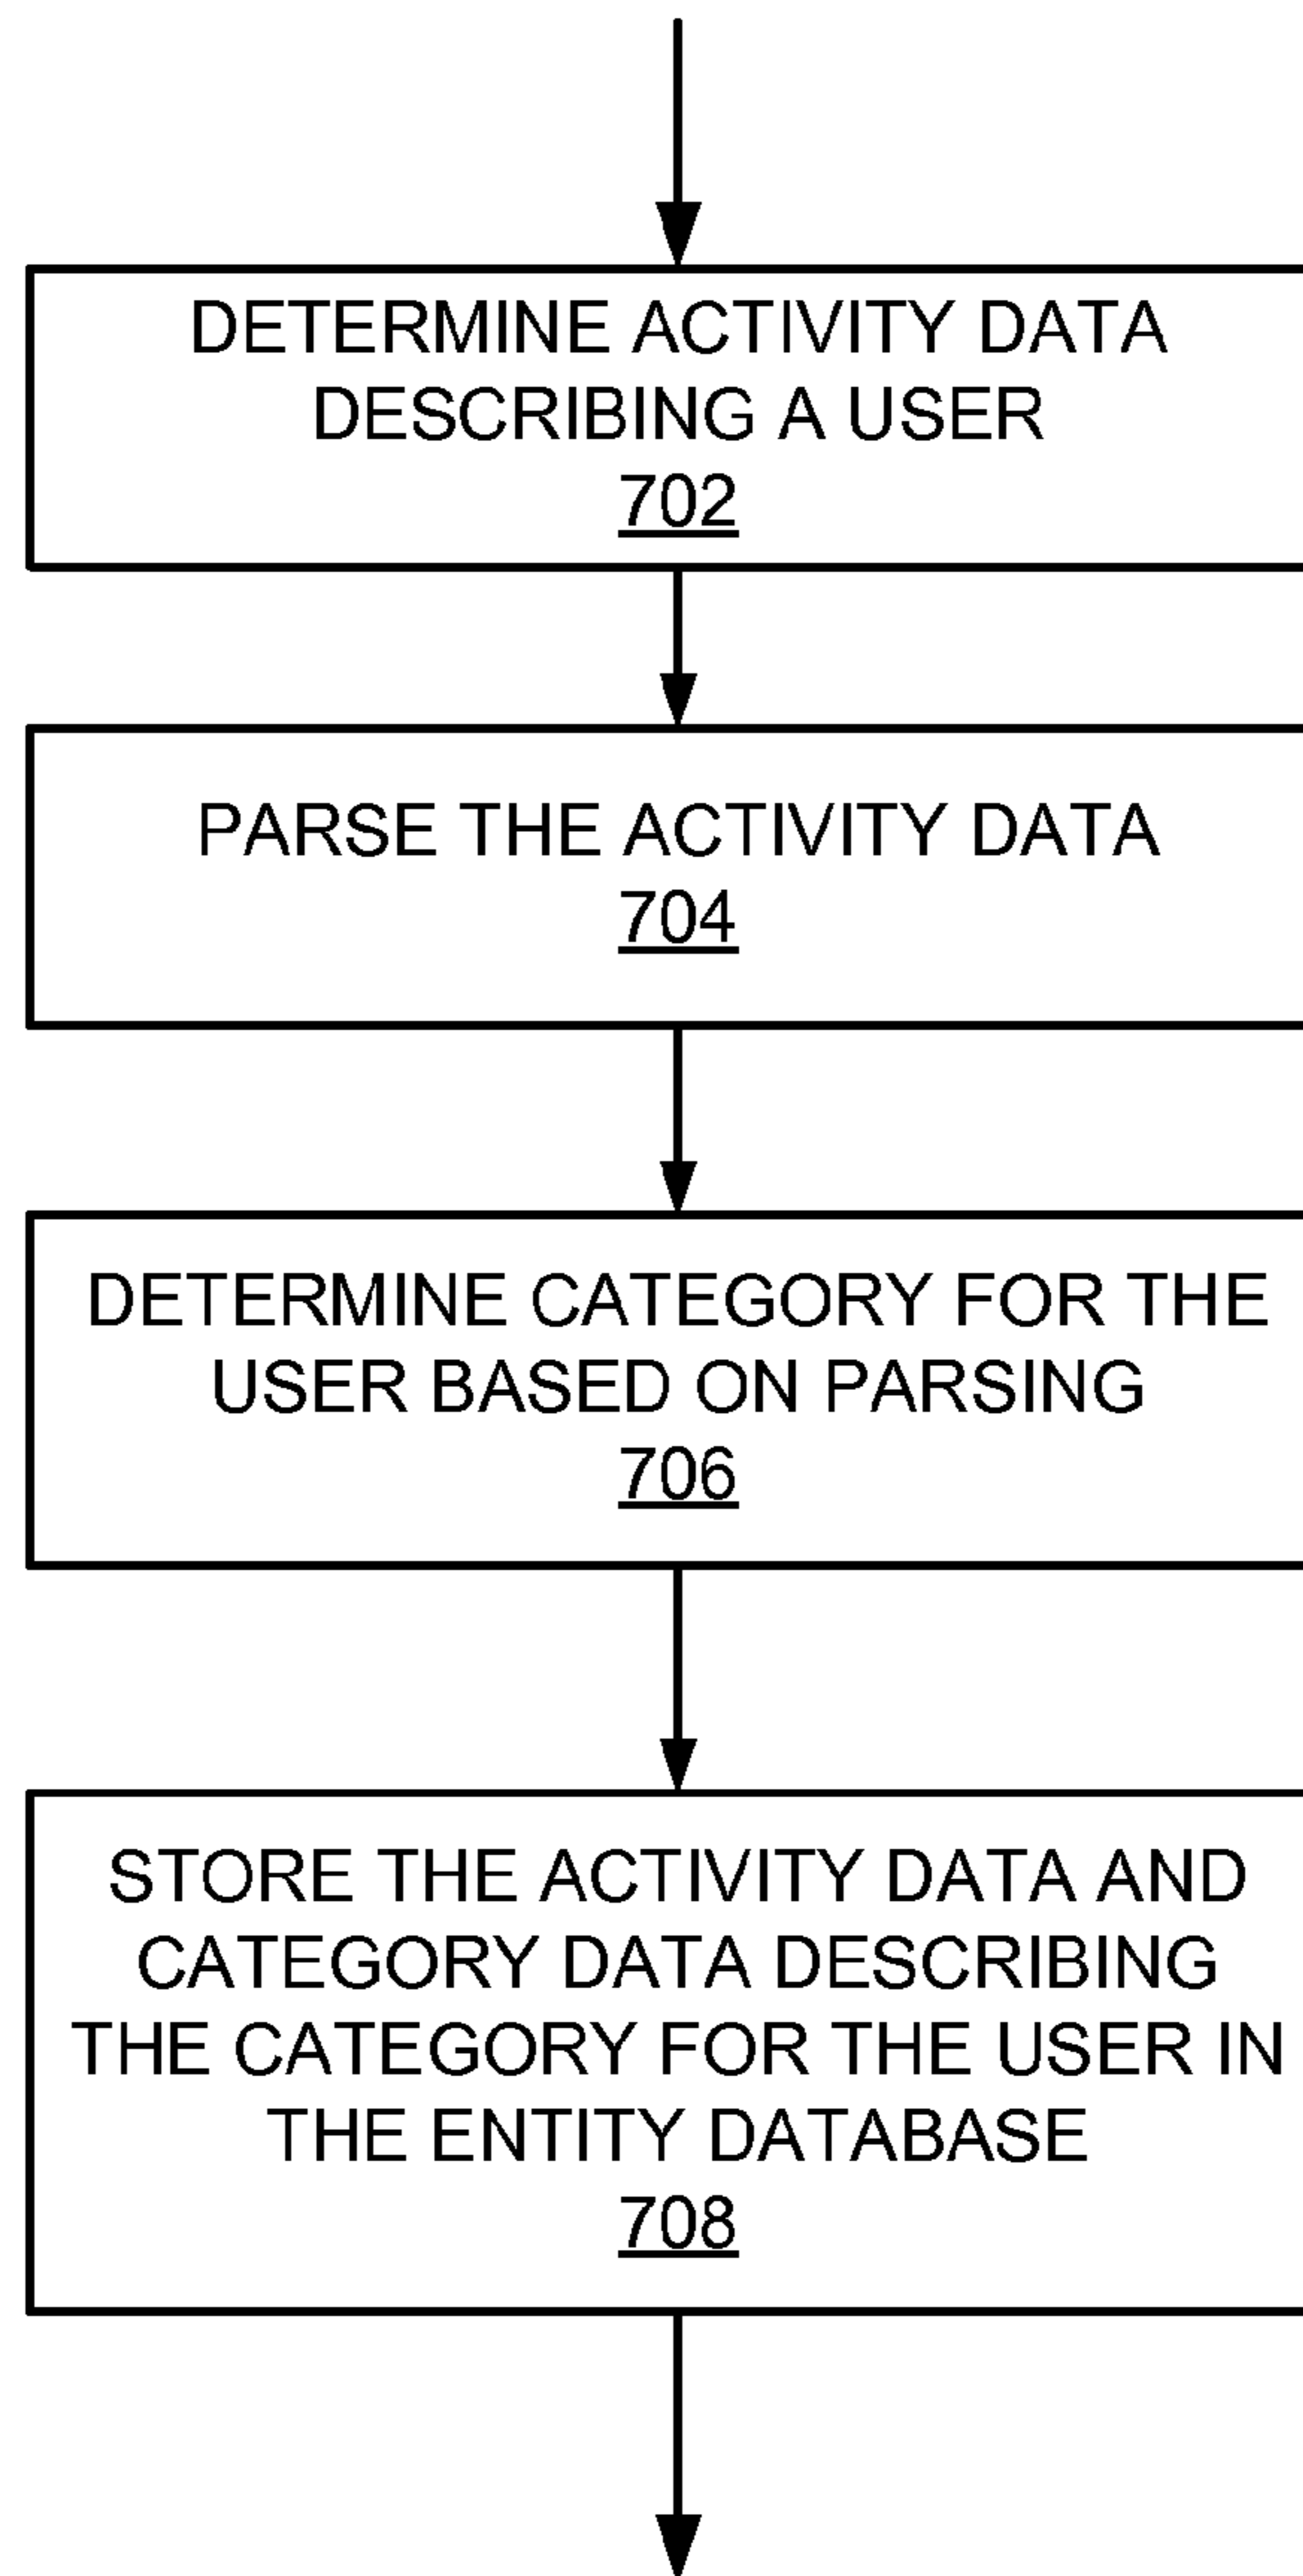 DETERMINE ACTIVITY DATA
DESCRIBING A USER
702
PARSE THE ACTIVITY DATA
704
DETERMINE CATEGORY FOR THE
USER BASED ON PARSING
706
STORE THE ACTIVITY DATA AND
CATEGORY DATA DESCRIBING
THE CATEGORY FOR THE USER IN
THE ENTITY DATABASE
708